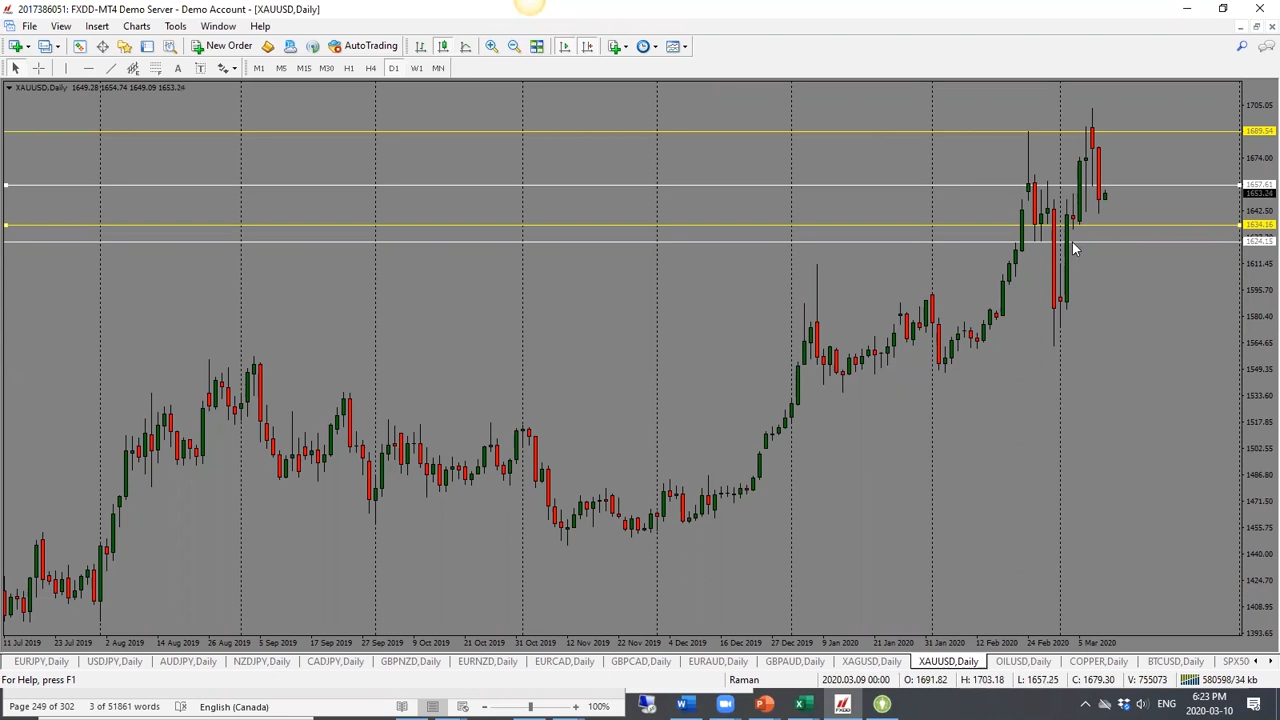 2017386051: FXDD-MT4 Demo Server - Demo Account - [XAUUSD,Daily]
File View Insert Charts Tools Window Help
New Order AutoTrading
A T M1 M5 M15 M30 H1 H4 D1 W1 MN
XAUUSD,Daily 1649.28 1654.74 1649.09 1653.24
1705.05
1689.54
1674.00
1657.61
1653.24
1642.50
1634.16
1624.15
1611.45
1595.70
1580.40
1564.65
1549.35
1533.60
1517.85
1502.55
1486.80
1471.50
1455.75
1440.00
1424.70
1408.95
1393.65
11 Jul 2019 23 Jul 2019 2 Aug 2019 14 Aug 2019 26 Aug 2019 5 Sep 2019 17 Sep 2019 27 Sep 2019 9 Oct 2019 21 Oct 2019 31 Oct 2019 12 Nov 2019 22 Nov 2019 4 Dec 2019 16 Dec 2019 27 Dec 2019 9 Jan 2020 21 Jan 2020 31 Jan 2020 12 Feb 2020 24 Feb 2020 5 Mar 2020
EURJPY,Daily USDJPY,Daily AUDJPY,Daily NZDJPY,Daily CADJPY,Daily GBPNZD,Daily EURNZD,Daily EURCAD,Daily GBPCAD,Daily EURAUD,Daily GBPAUD,Daily XAGUSD,Daily XAUUSD,Daily OILUSD,Daily COPPER,Daily BTCUSD,Daily SPX50
For Help, press F1 Raman 2020.03.09 00:00 O: 1691.82 H: 1703.18 L: 1657.25 C: 1679.30 V: 755073 580598/34 kb
Page 249 of 302 3 of 51861 words English (Canada) 100%
6:23 PM
ENG
2020-03-10